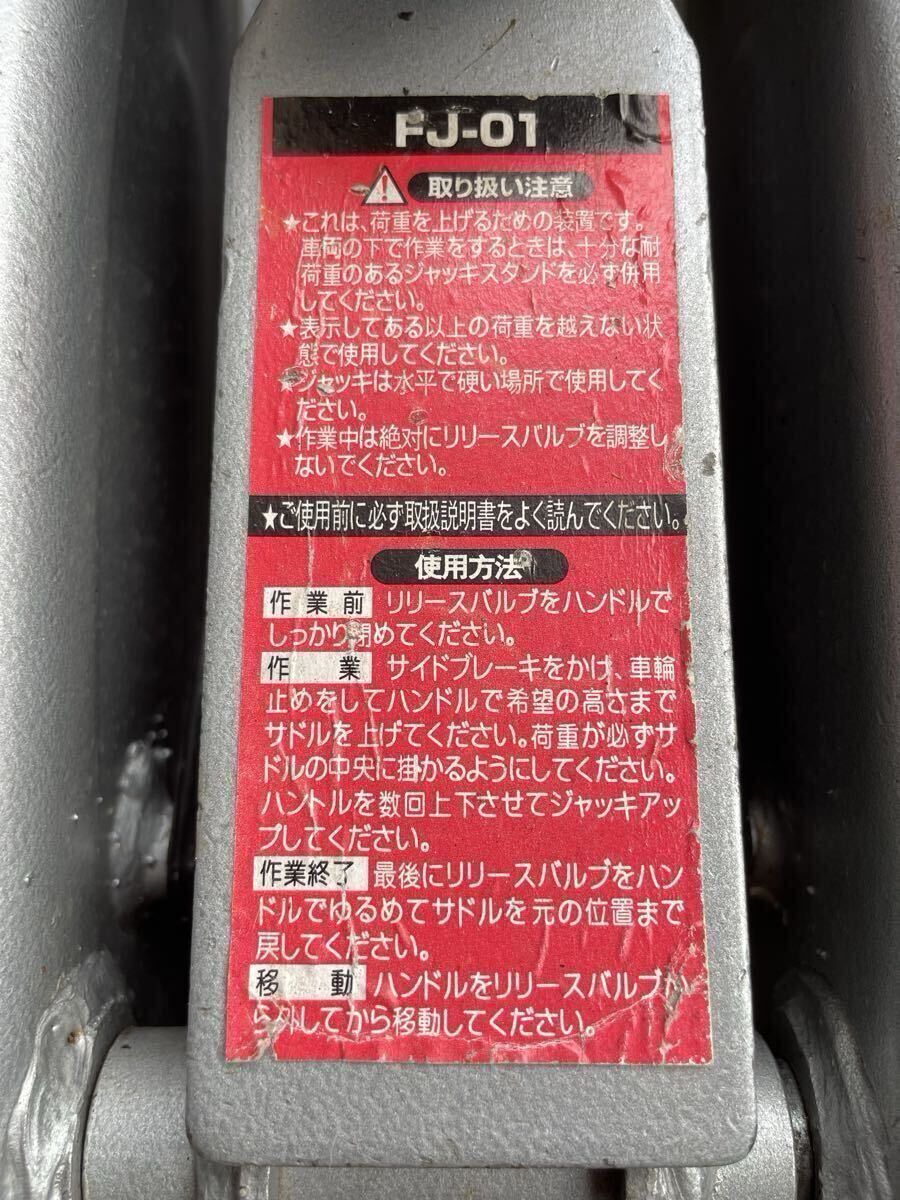 FJ-01
取り扱い注意
★これは、荷重を上げるための装置です。
車両の下で作業をするときは、十分な耐
荷重のあるジャッキスタンドを必ず併用
してください。
★表示してある以上の荷重を越えない状
態で使用してください。
★ジャッキは水平で硬い場所で使用してく
ださい。
★作業中は絶対にリリースバルブを調整し
ないでください。
★ご使用前に必ず取扱説明書をよく読んでください。
使用方法
作業前 リリースバルブをハンドルで
しっかり閉めてください。
作業 サイドブレーキをかけ、車輪
止めをしてハンドルで希望の高さまで
サドルを上げてください。荷重が必ずサ
ドルの中央に掛かるようにしてください。
ハンドルを数回上下させてジャッキアッ
プしてください。
作業終了 最後にリリースバルブをハン
ドルでゆるめてサドルを元の位置まで
戻してください。
移動 ハンドルをリリースバルブか
ら外してから移動してください。